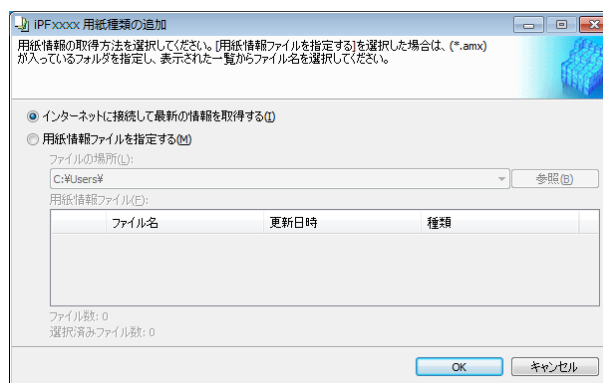 iPFxxxx 用紙種類の追加
用紙情報の取得方法を選択してください。[用紙情報ファイルを指定する]を選択した場合は、(*.amx)
が入っているフォルダを指定し、表示された一覧からファイル名を選択してください。
インターネットに接続して最新の情報を取得する(I)
用紙情報ファイルを指定する(M)
ファイルの場所(L):
C:¥Users¥
参照(B)
用紙情報ファイル(F):
ファイル名 更新日時 種類
ファイル数: 0
選択済みファイル数: 0
OK キャンセル